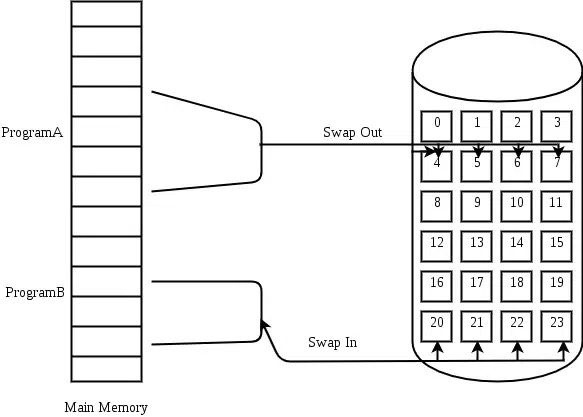 0 1 2 3
ProgramA
Swap Out
4 5 6 7
8 9 10 11
12 13 14 15
16 17 18 19
ProgramB
20 21 22 23
Swap In
Main Memory